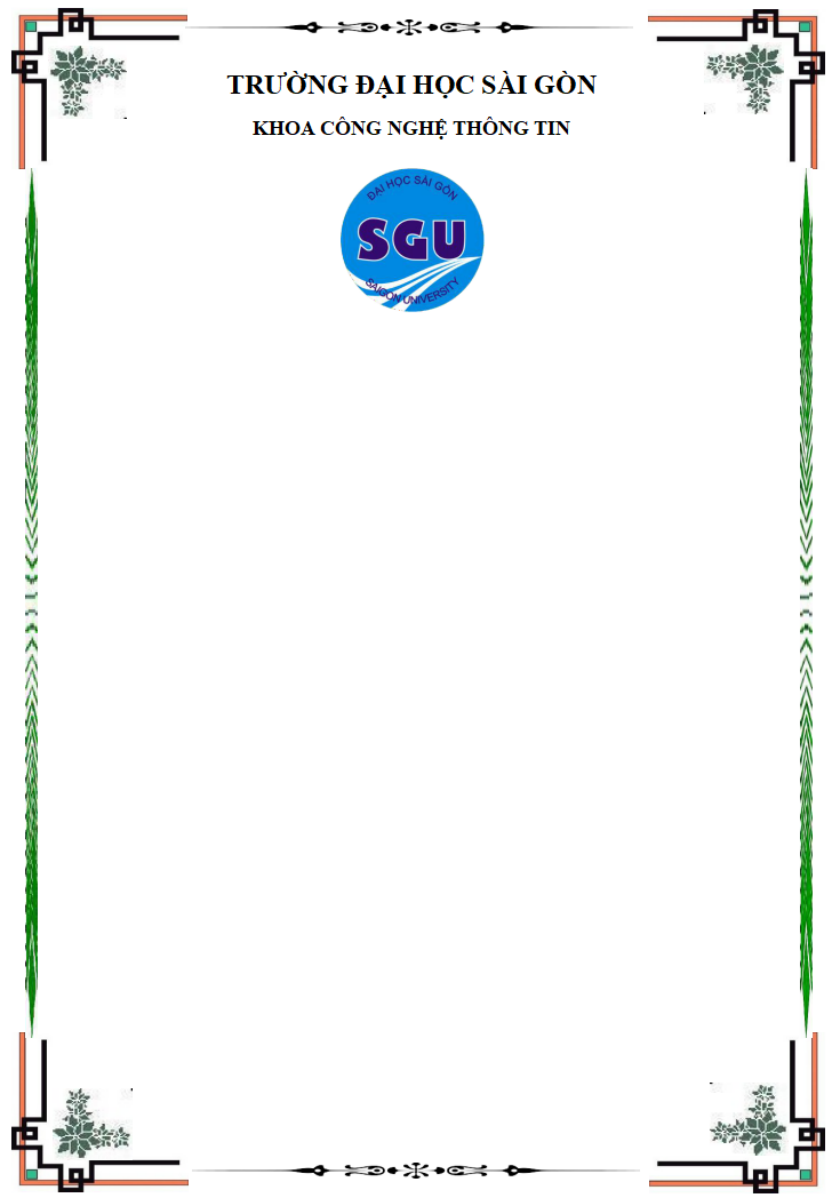 TRƯỜNG ĐẠI HỌC SÀI GÒN
KHOA CÔNG NGHỆ THÔNG TIN
ĐẠI HỌC SÀI GÒN
SGU
SAIGON UNIVERSITY